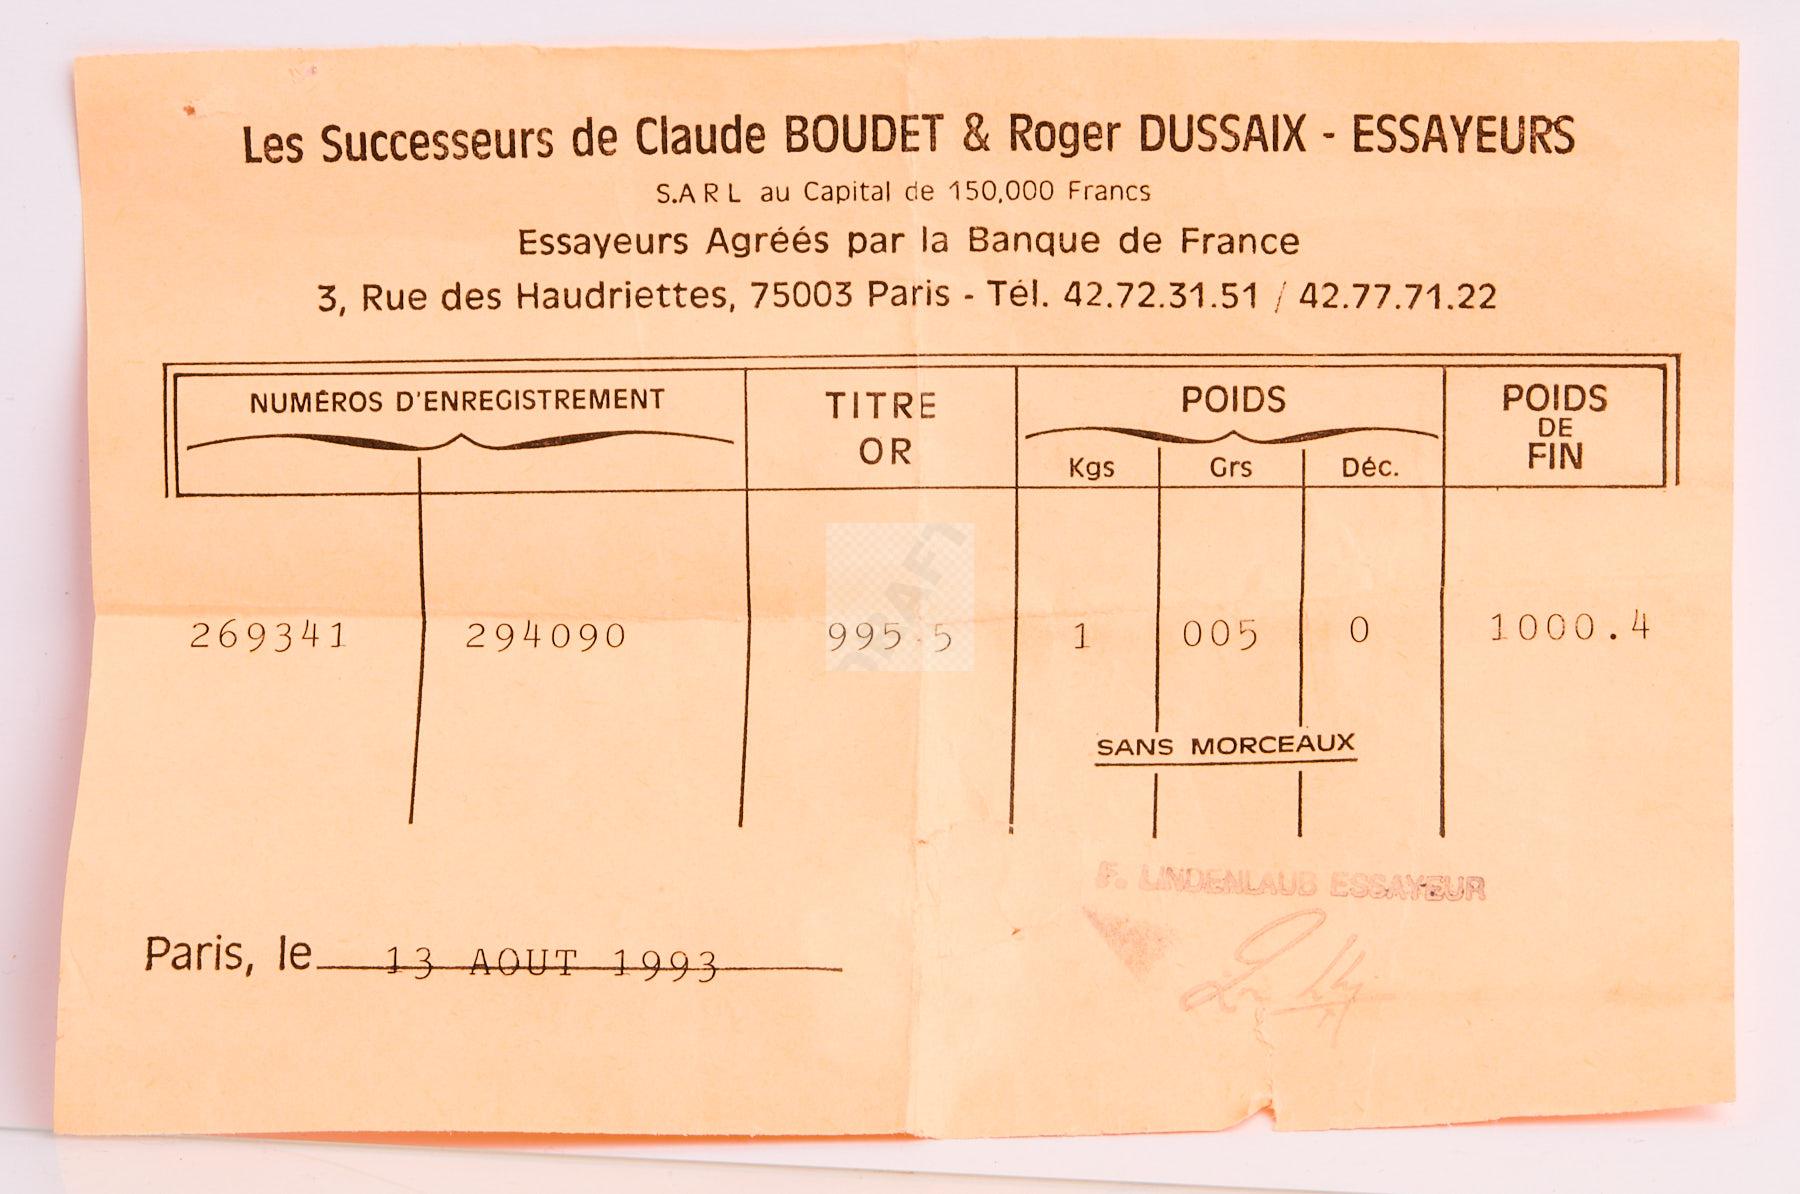 Les Successeurs de Claude BOUDET & Roger DUSSAIX - ESSAYEURS
S.A R L au Capital de 150,000 Francs
Essayeurs Agréés par la Banque de France
3, Rue des Haudriettes, 75003 Paris - Tél. 42.72.31.51 / 42.77.71.22
NUMÉROS D'ENREGISTREMENT TITRE OR POIDS Kgs Grs Déc. POIDS DE FIN
DRAFT
269341 294090 995.5 1 005 0 1000.4
SANS MORCEAUX
F. LINDENLAUB ESSAYEUR
Paris, le 13 AOUT 1993